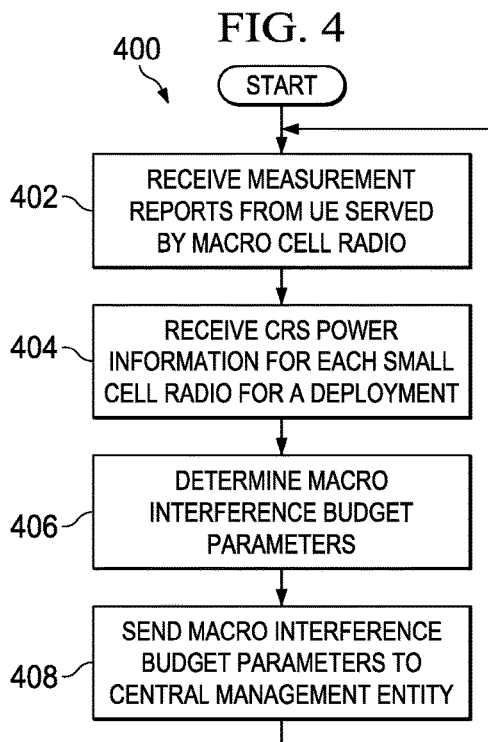 FIG. 4
400
START
402
RECEIVE MEASUREMENT
REPORTS FROM UE SERVED
BY MACRO CELL RADIO
404
RECEIVE CRS POWER
INFORMATION FOR EACH SMALL
CELL RADIO FOR A DEPLOYMENT
406
DETERMINE MACRO
INTERFERENCE BUDGET
PARAMETERS
408
SEND MACRO INTERFERENCE
BUDGET PARAMETERS TO
CENTRAL MANAGEMENT ENTITY